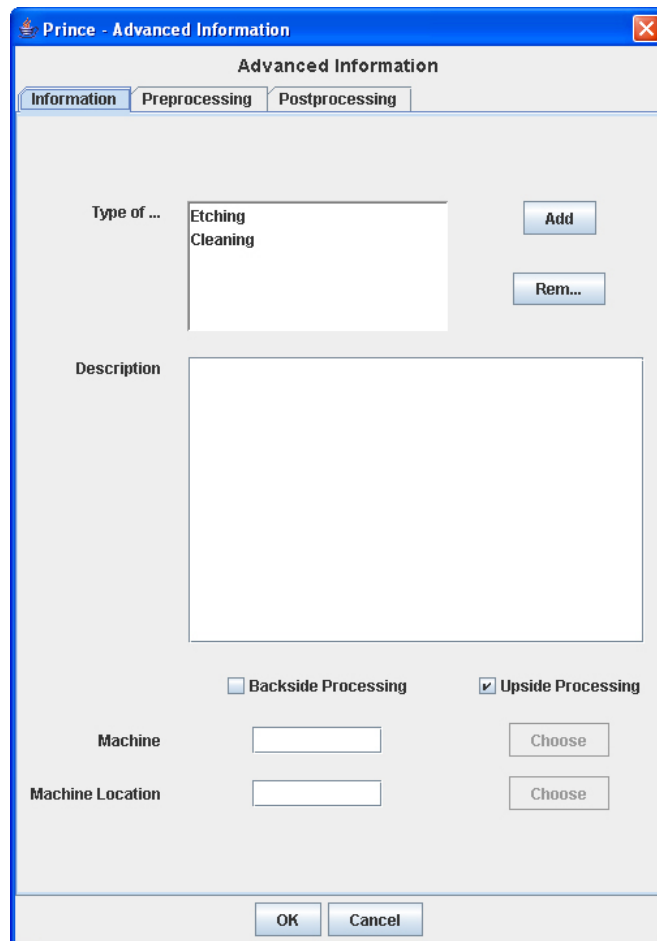 Prince - Advanced Information
Advanced Information
Information Preprocessing Postprocessing
Type of ... Etching Add
Cleaning
Rem...
Description
Backside Processing Upside Processing
Machine Choose
Machine Location Choose
OK Cancel